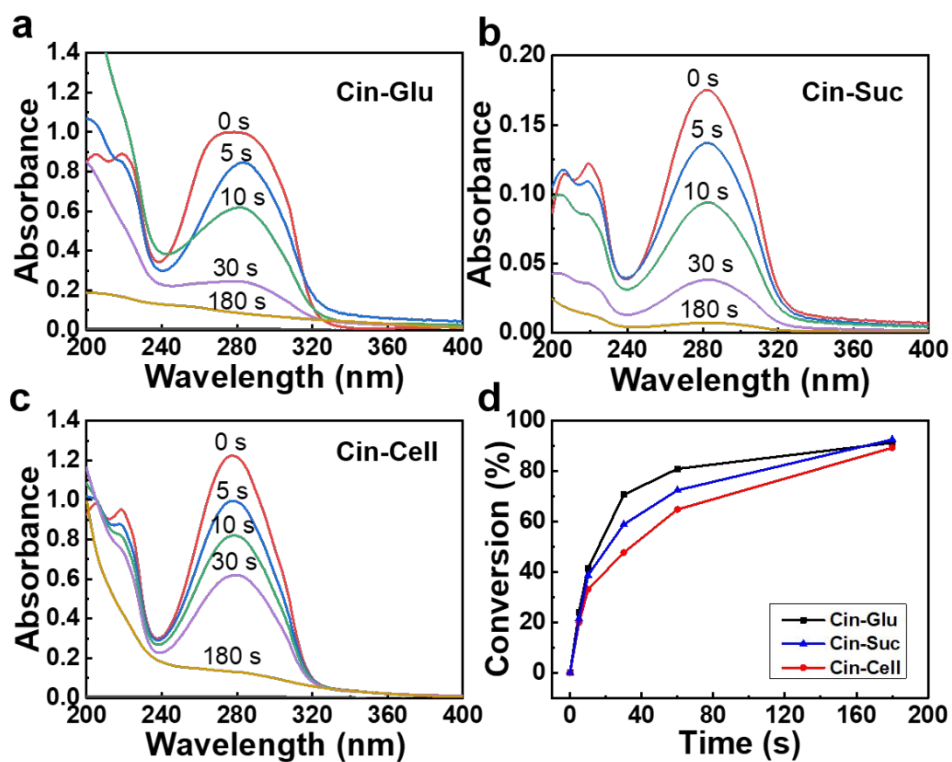 a
Cin-Glu
1.4
1.2
1.0
0.8
0.6
0.4
0.2
0.0
0 s
5 s
10 s
30 s
180 s
200 240 280 320 360 400
Absorbance
Wavelength (nm)
b
Cin-Suc
0.20
0.15
0.10
0.05
0.00
0 s
5 s
10 s
30 s
180 s
200 240 280 320 360 400
Absorbance
Wavelength (nm)
c
Cin-Cell
1.4
1.2
1.0
0.8
0.6
0.4
0.2
0.0
0 s
5 s
10 s
30 s
180 s
200 240 280 320 360 400
Absorbance
Wavelength (nm)
d
100
80
60
40
20
0
Cin-Glu
Cin-Suc
Cin-Cell
0 40 80 120 160 200
Conversion (%)
Time (s)